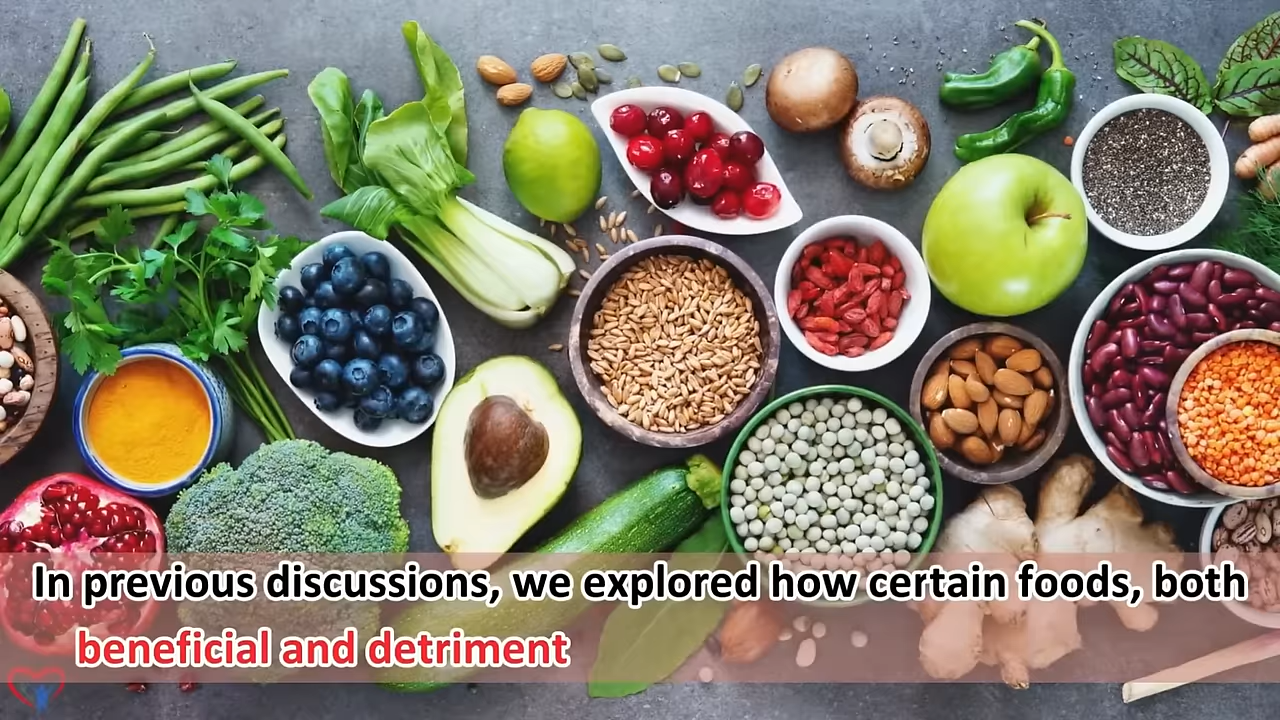 In previous discussions, we explored how certain foods, both
beneficial and detriment